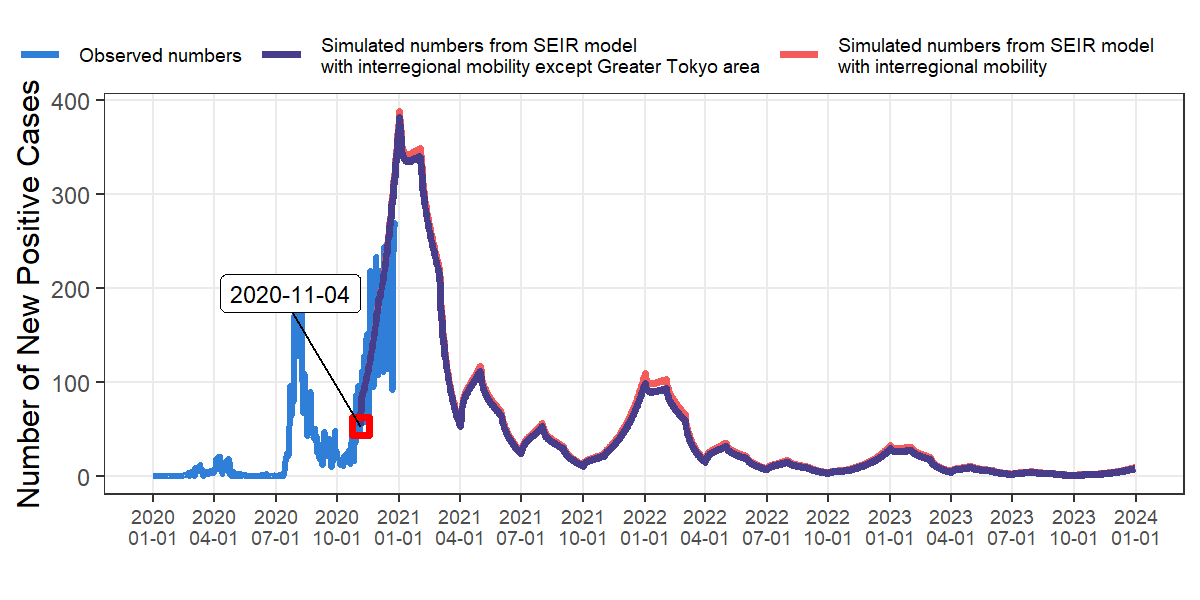 Observed numbers
Simulated numbers from SEIR model
with interregional mobility except Greater Tokyo area
Simulated numbers from SEIR model
with interregional mobility
Number of New Positive Cases
400
300
200
100
0
2020-11-04
2020 2020 2020 2020 2021 2021 2021 2021 2022 2022 2022 2022 2023 2023 2023 2023 2024
01-01 04-01 07-01 10-01 01-01 04-01 07-01 10-01 01-01 04-01 07-01 10-01 01-01 04-01 07-01 10-01 01-01